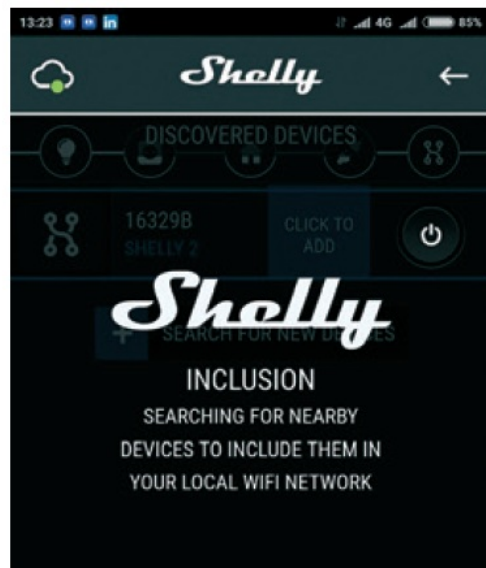 13:23 in 4G 85%
Shelly
DISCOVERED DEVICES
16329B
SHELLY 2
CLICK TO
ADD
Shelly
+ SEARCH FOR NEW DEVICES
INCLUSION
SEARCHING FOR NEARBY
DEVICES TO INCLUDE THEM IN
YOUR LOCAL WIFI NETWORK